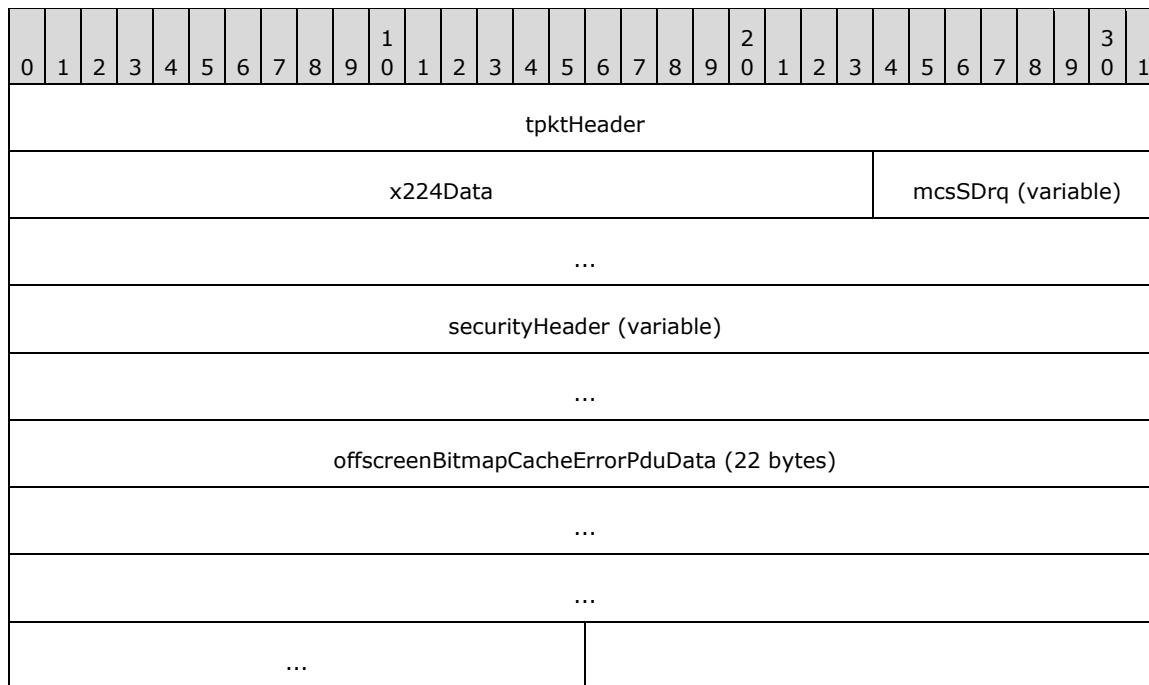 1 2 3
0 1 2 3 4 5 6 7 8 9 0 1 2 3 4 5 6 7 8 9 0 1 2 3 4 5 6 7 8 9 0 1
tpktHeader
x224Data mcsSDrq (variable)
...
securityHeader (variable)
...
offscreenBitmapCacheErrorPduData (22 bytes)
...
...
...